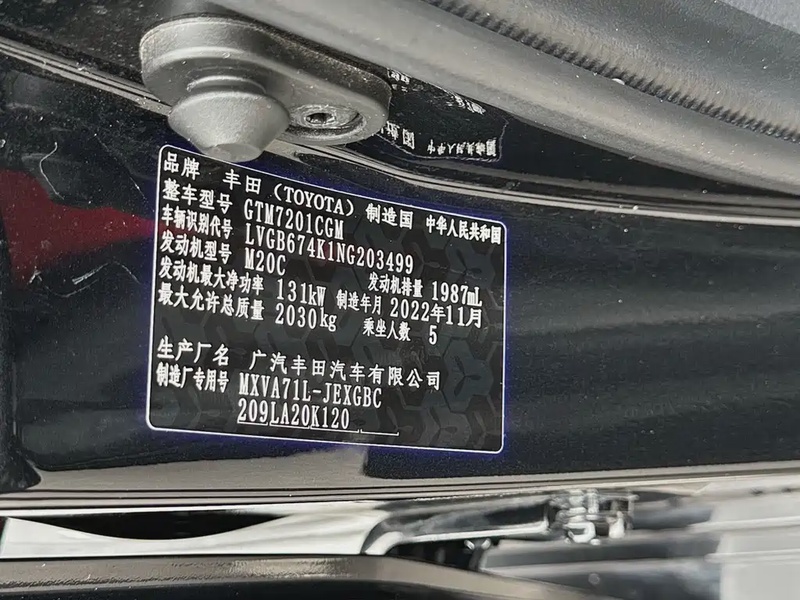 品牌 丰田 (TOYOTA) 制造国 中华人民共和国
整车型号 GTM7201CGM
车辆识别代号 LVGB674K1NG203499
发动机型号 M20C 发动机排量 1987mL
发动机最大净功率 131kW 制造年月 2022年11月
最大允许总质量 2030kg 乘坐人数 5
生产厂名 广汽丰田汽车有限公司
制造厂专用号 MXVA71L-JEXGBC
209LA20K120